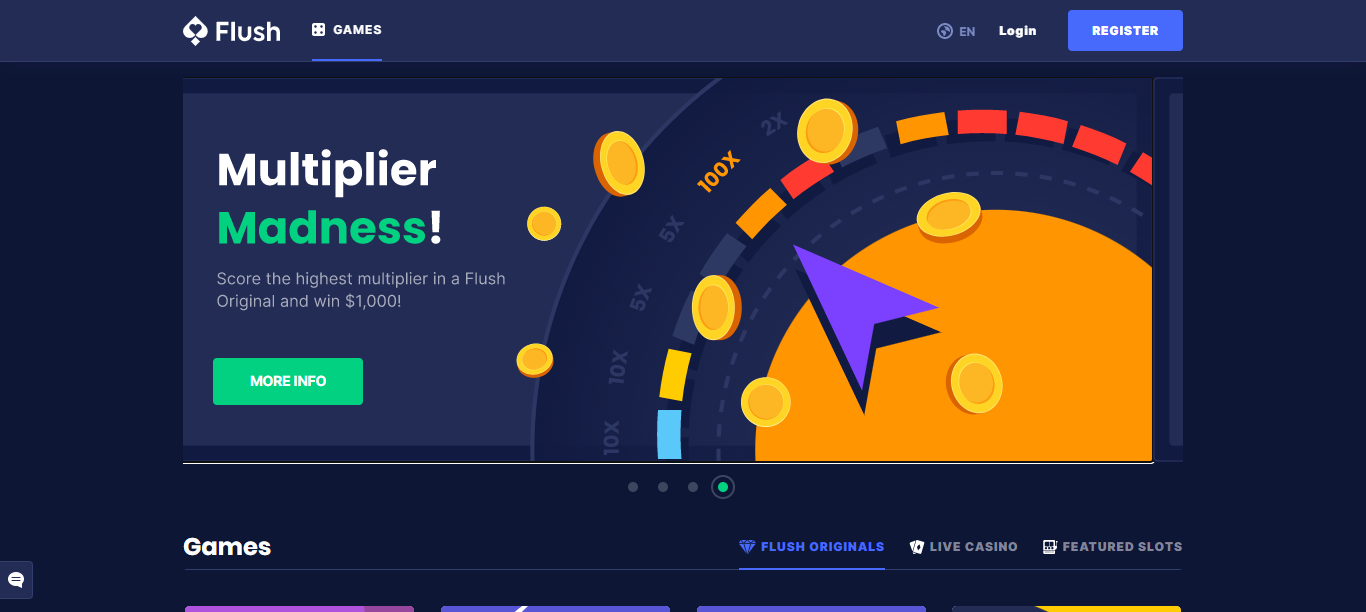 Flush
GAMES
EN
Login
REGISTER
Multiplier
Madness!
Score the highest multiplier in a Flush
Original and win $1,000!
MORE INFO
2X
100X
5X
5X
10X
10X
Games
FLUSH ORIGINALS
LIVE CASINO
FEATURED SLOTS